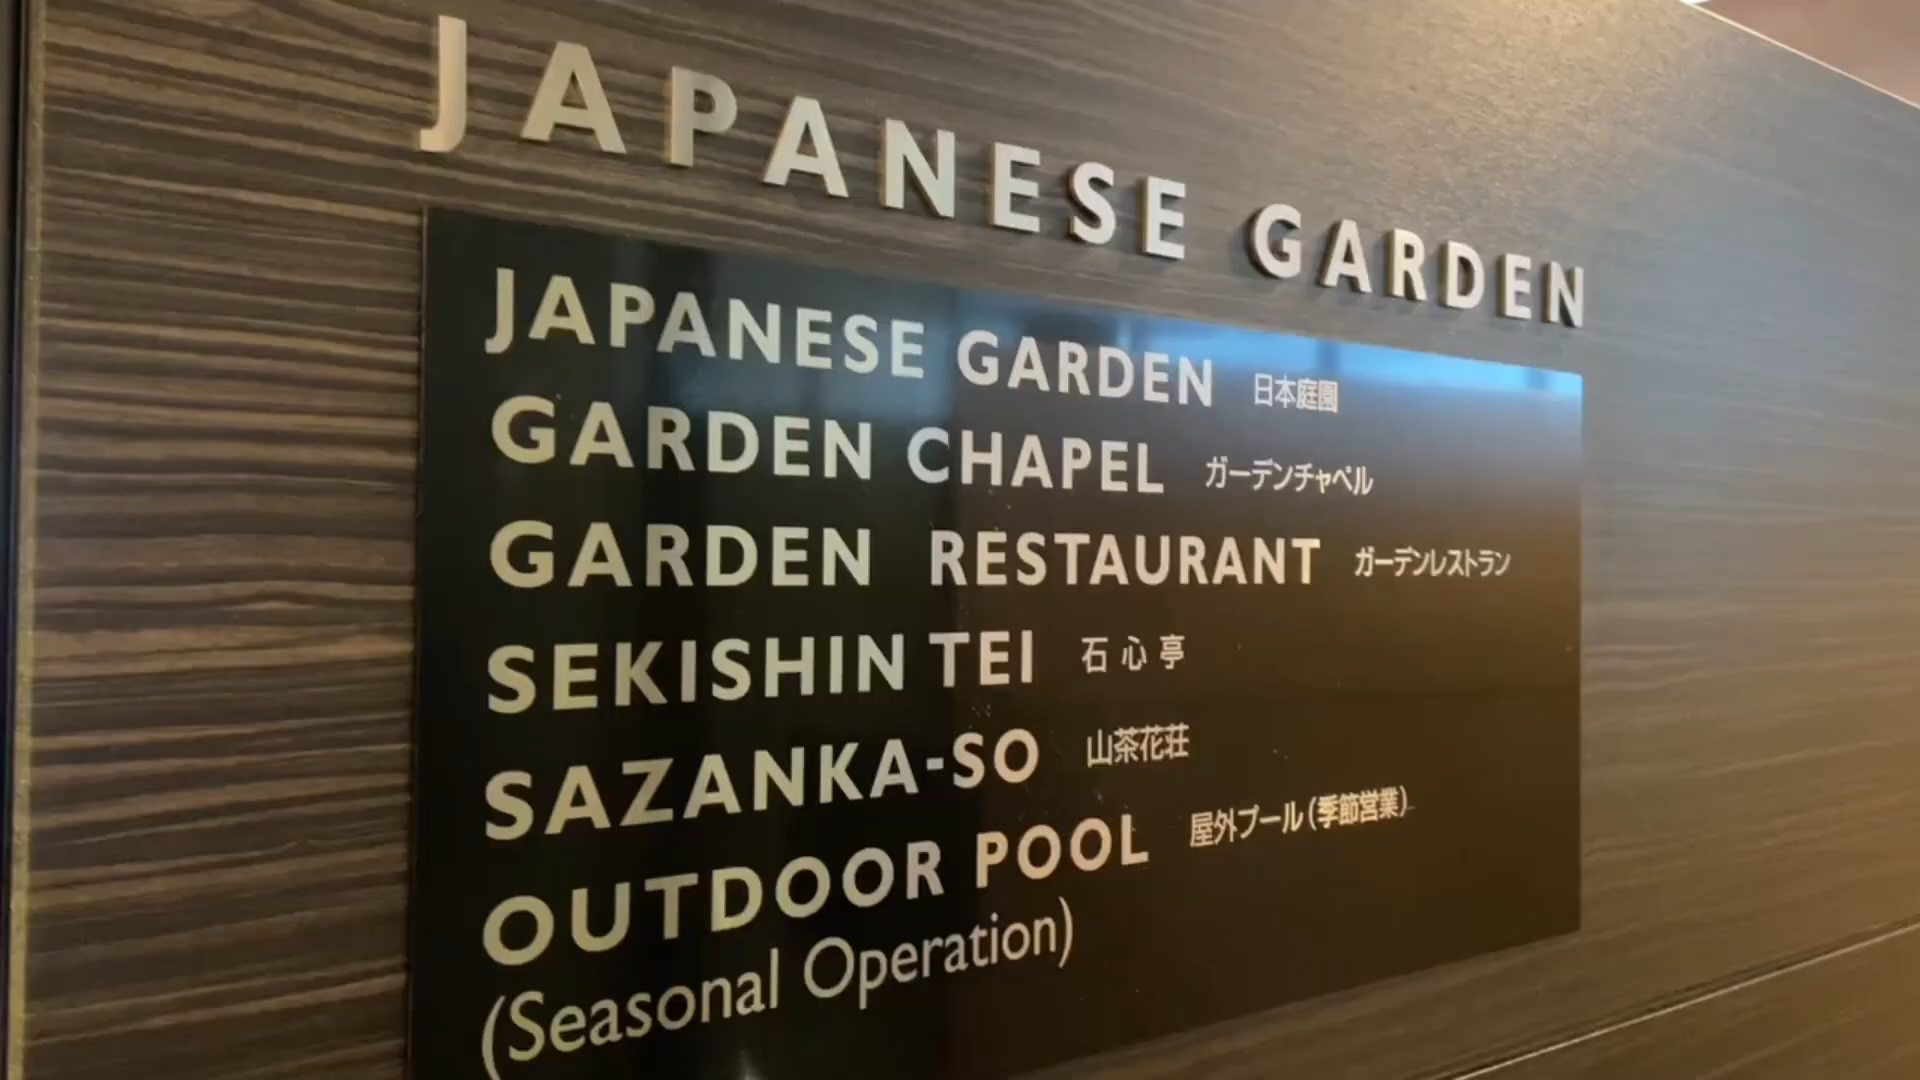 JAPANESE GARDEN
JAPANESE GARDEN 日本庭園
GARDEN CHAPEL ガーデンチャペル
GARDEN RESTAURANT ガーデンレストラン
SEKISHIN TEI 石心亭
SAZANKA-SO 山茶花荘
OUTDOOR POOL 屋外プール(季節営業)
(Seasonal Operation)